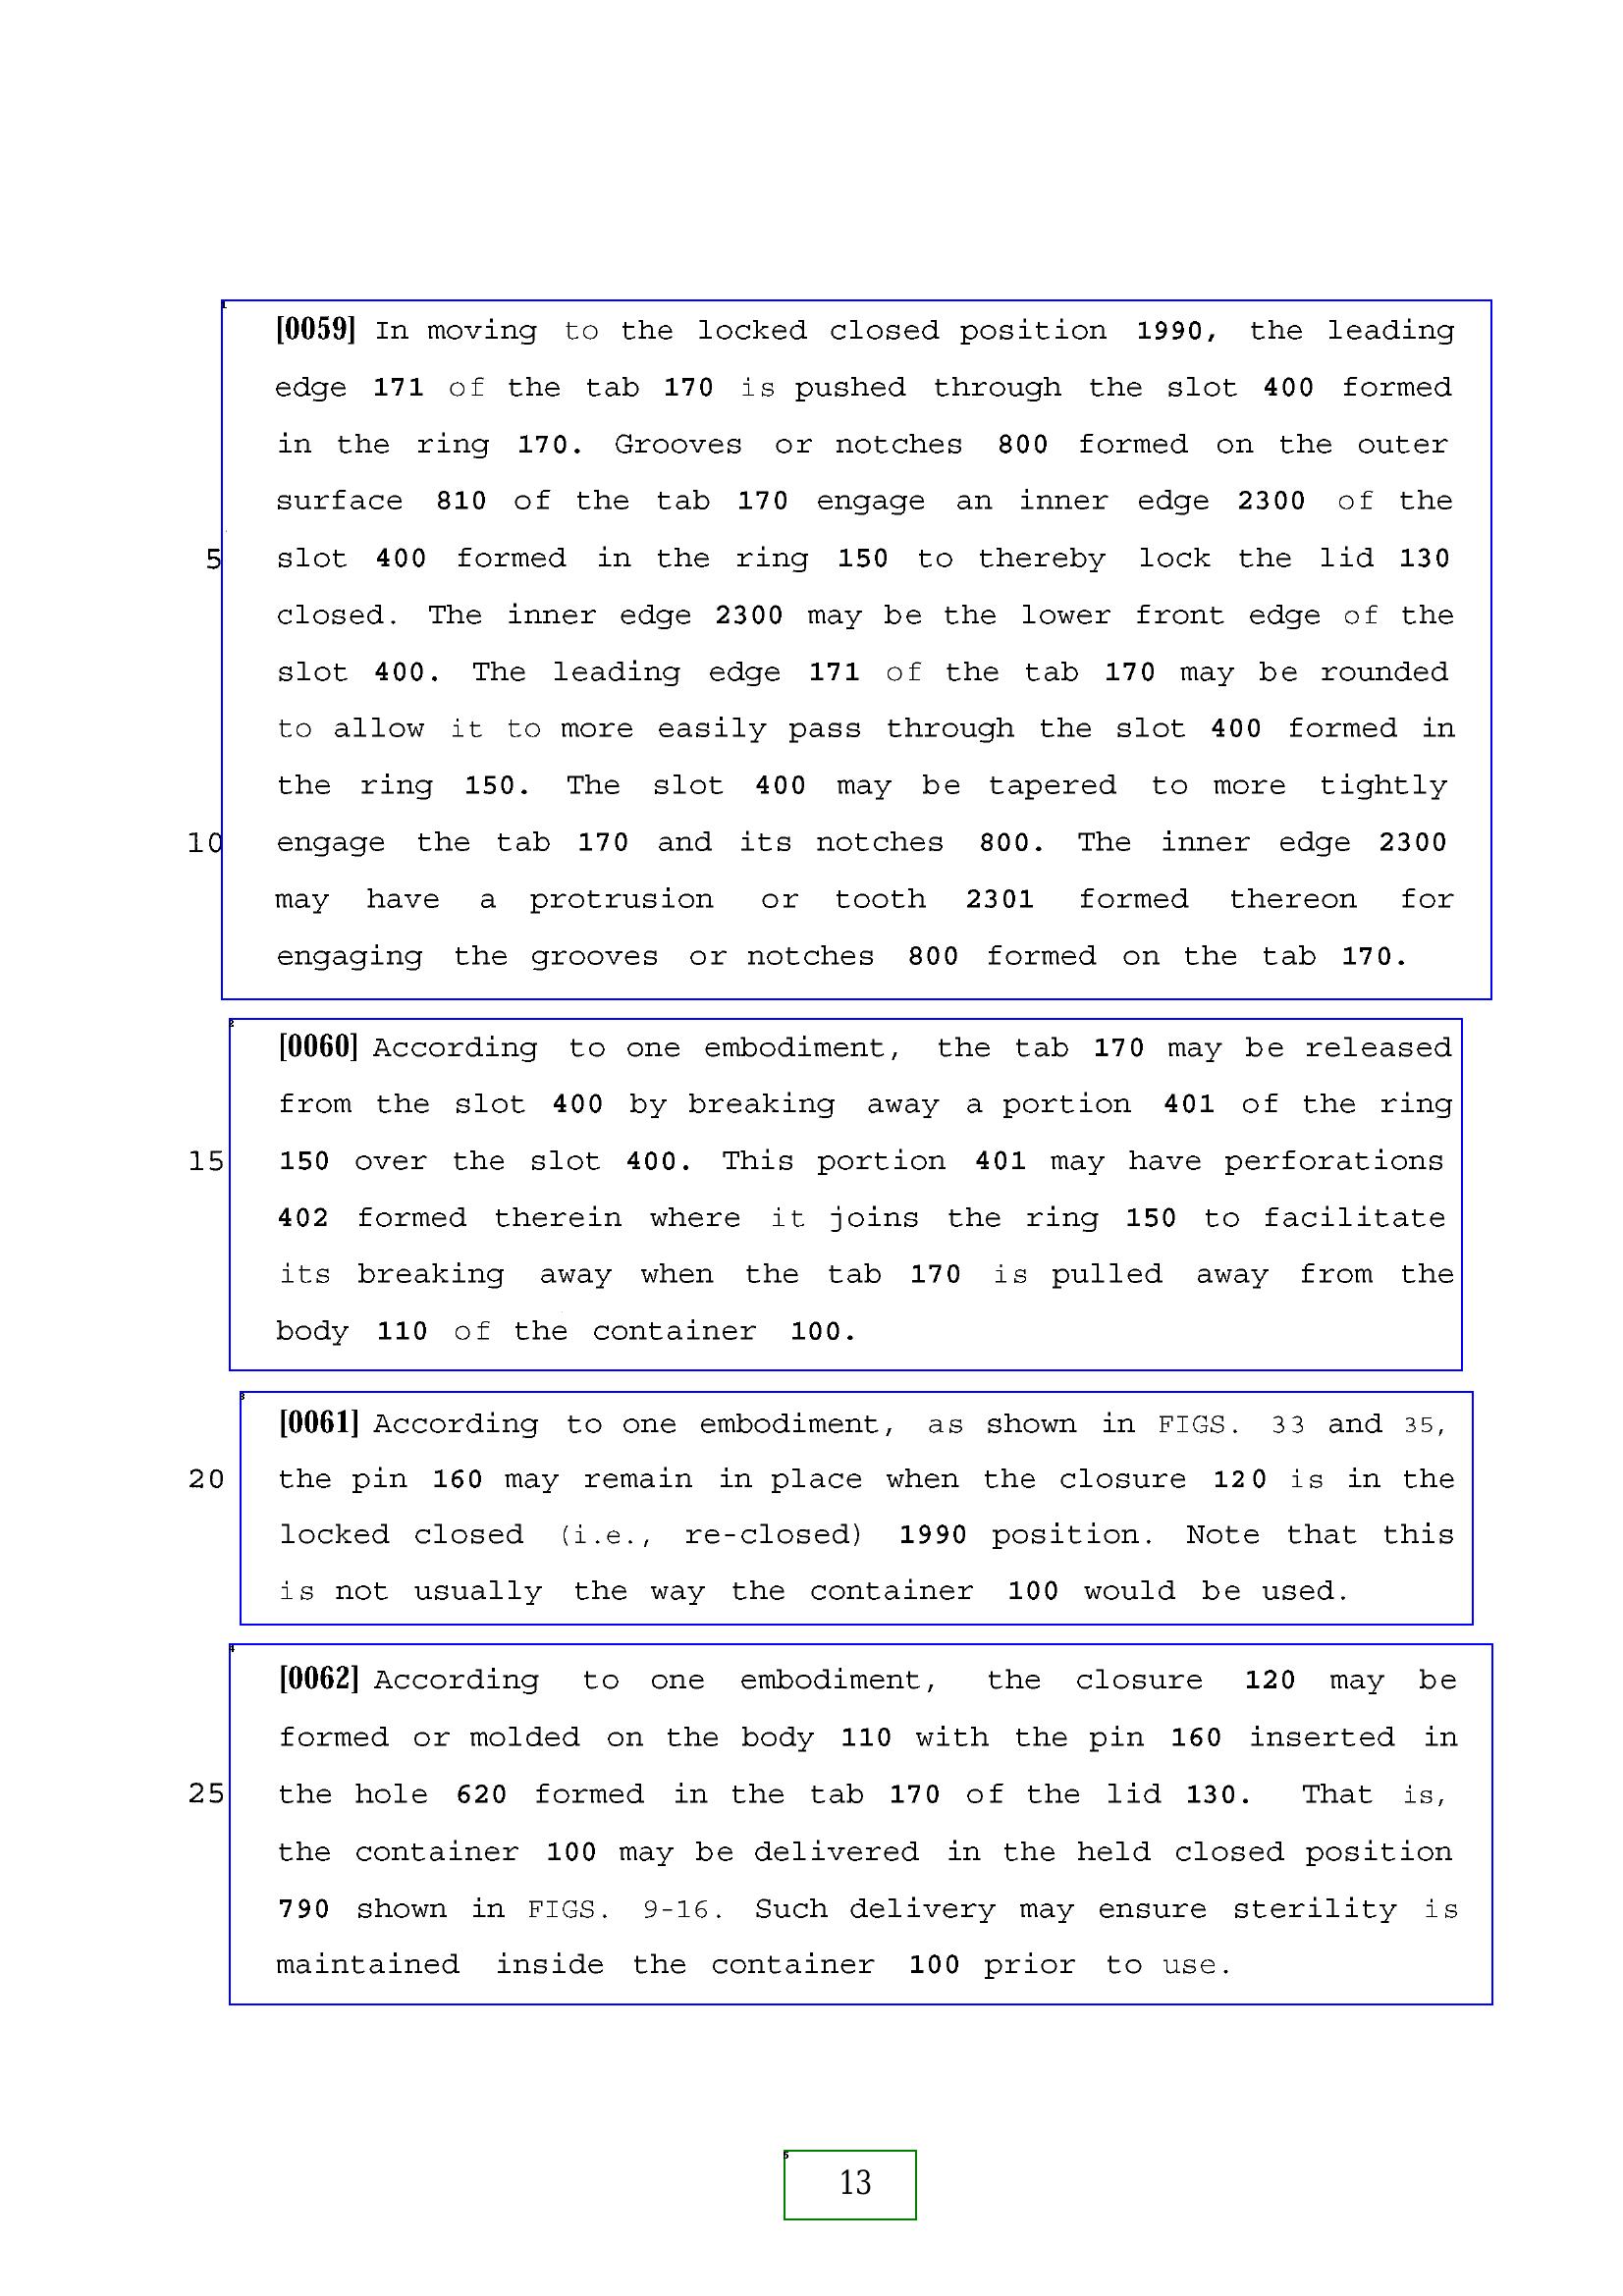 [0059] In moving to the locked closed position 1990, the leading
edge 171 of the tab 170 is pushed through the slot 400 formed
in the ring 170. Grooves or notches 800 formed on the outer
surface 810 of the tab 170 engage an inner edge 2300 of the
5 slot 400 formed in the ring 150 to thereby lock the lid 130
closed. The inner edge 2300 may be the lower front edge of the
slot 400. The leading edge 171 of the tab 170 may be rounded
to allow it to more easily pass through the slot 400 formed in
the ring 150. The slot 400 may be tapered to more tightly
10 engage the tab 170 and its notches 800. The inner edge 2300
may have a protrusion or tooth 2301 formed thereon for
engaging the grooves or notches 800 formed on the tab 170.
[0060] According to one embodiment, the tab 170 may be released
from the slot 400 by breaking away a portion 401 of the ring
15 150 over the slot 400. This portion 401 may have perforations
402 formed therein where it joins the ring 150 to facilitate
its breaking away when the tab 170 is pulled away from the
body 110 of the container 100.
[0061] According to one embodiment, as shown in FIGS. 33 and 35,
20 the pin 160 may remain in place when the closure 120 is in the
locked closed (i.e., re-closed) 1990 position. Note that this
is not usually the way the container 100 would be used.
[0062] According to one embodiment, the closure 120 may be
formed or molded on the body 110 with the pin 160 inserted in
25 the hole 620 formed in the tab 170 of the lid 130. That is,
the container 100 may be delivered in the held closed position
790 shown in FIGS. 9-16. Such delivery may ensure sterility is
maintained inside the container 100 prior to use.
13